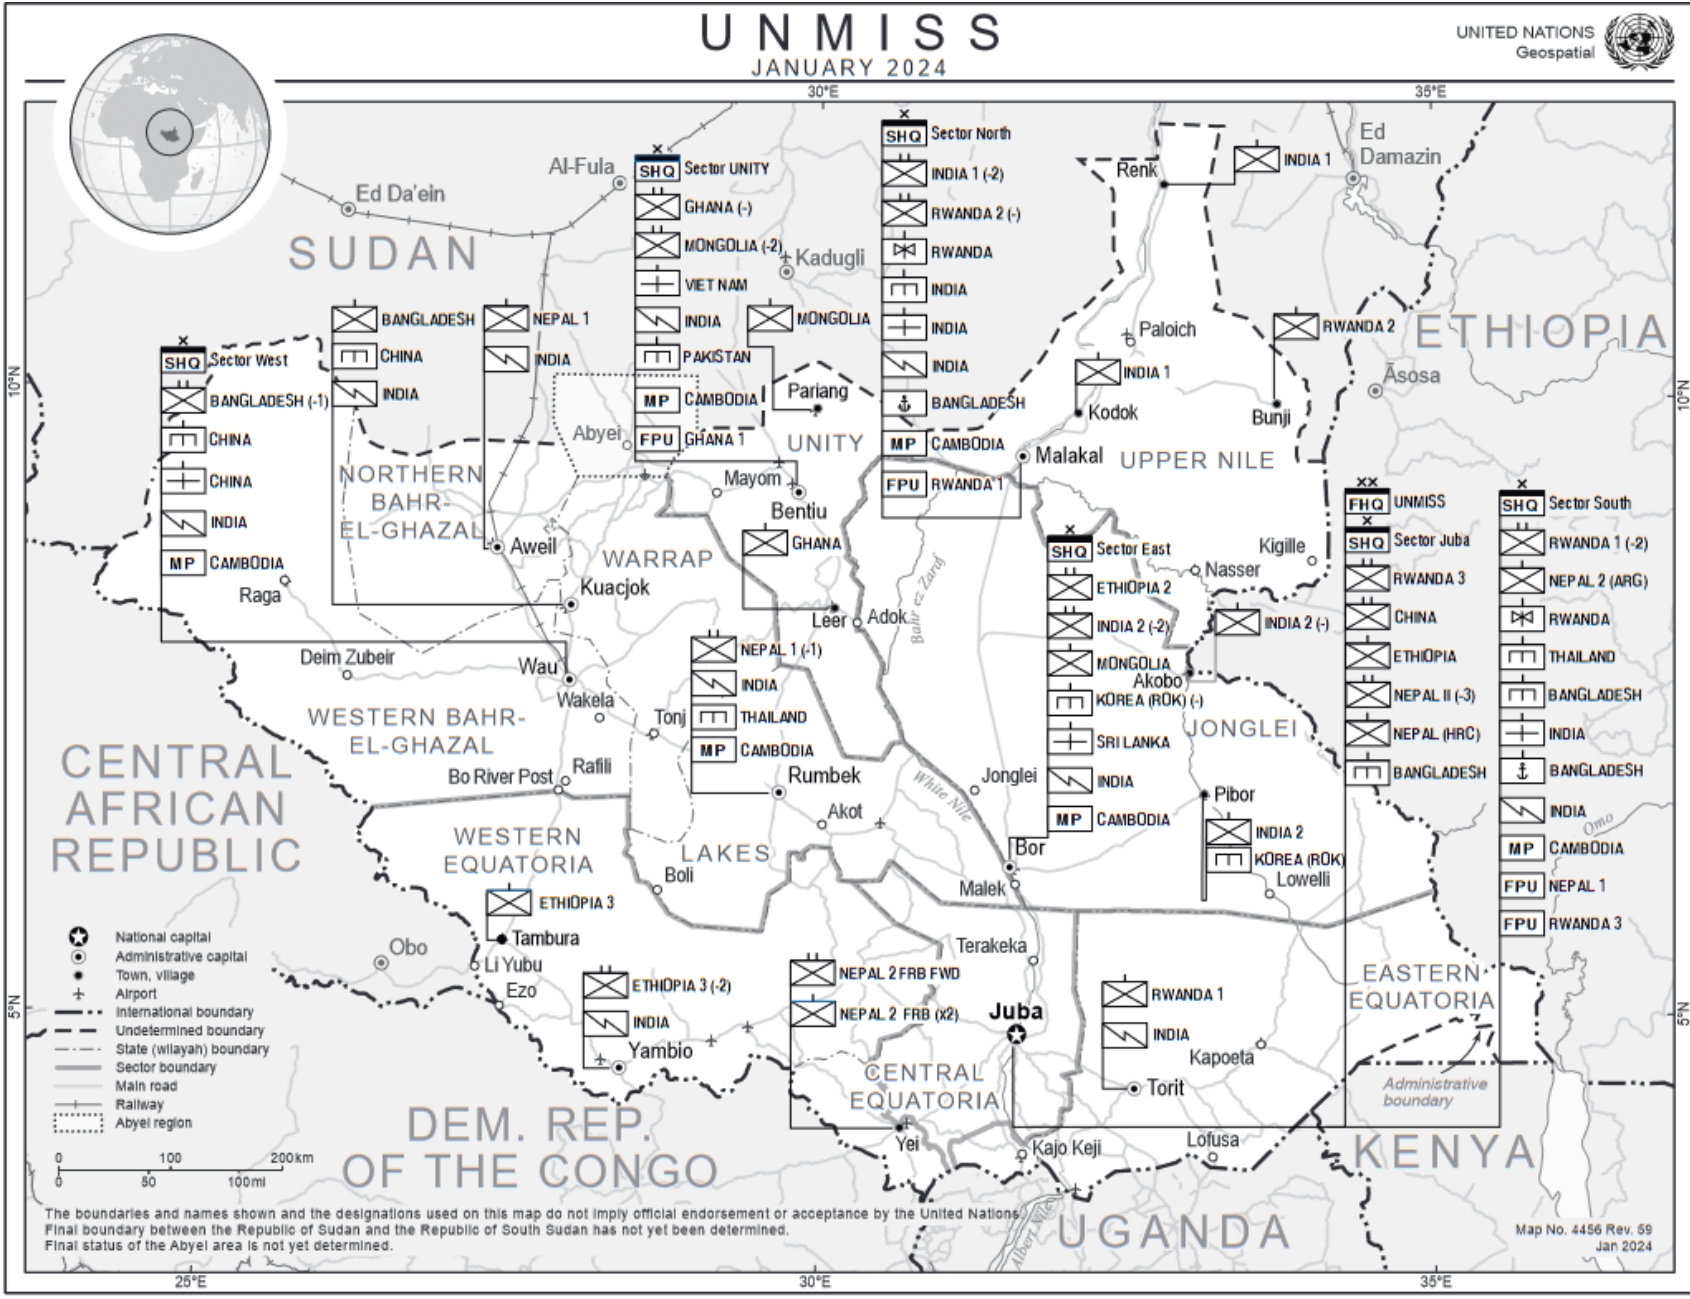 UNMISS
JANUARY 2024
UNITED NATIONS
Geospatial
30°E
35°E
10°N
10°N
5°N
5°N
25°E
30°E
35°E
SUDAN
ETHIOPIA
CENTRAL
AFRICAN
REPUBLIC
DEM. REP.
OF THE CONGO
UGANDA
KENYA
Ed Da'ein
Al-Fula
Kadugli
Ed
Damazin
Āsosa
Abyei
Obo
SHQ Sector West
BANGLADESH (-1)
CHINA
CHINA
INDIA
MP CAMBODIA
BANGLADESH
CHINA
INDIA
NEPAL 1
INDIA
SHQ Sector UNITY
GHANA (-)
MONGOLIA (-2)
VIET NAM
INDIA
PAKISTAN
MP CAMBODIA
FPU GHANA 1
MONGOLIA
SHQ Sector North
INDIA 1 (-2)
RWANDA 2 (-)
RWANDA
INDIA
INDIA
INDIA
BANGLADESH
MP CAMBODIA
FPU RWANDA 1
INDIA 1
RWANDA 2
INDIA 1
GHANA
NEPAL 1 (-1)
INDIA
THAILAND
MP CAMBODIA
SHQ Sector East
ETHIOPIA 2
INDIA 2 (-2)
MONGOLIA
KOREA (ROK) (-)
SRI LANKA
INDIA
MP CAMBODIA
INDIA 2 (-)
INDIA 2
KOREA (ROK)
FHQ UNMISS
SHQ Sector Juba
RWANDA 3
CHINA
ETHIOPIA
NEPAL II (-3)
NEPAL (HRC)
BANGLADESH
SHQ Sector South
RWANDA 1 (-2)
NEPAL 2 (ARG)
RWANDA
THAILAND
BANGLADESH
INDIA
BANGLADESH
INDIA
MP CAMBODIA
FPU NEPAL 1
FPU RWANDA 3
ETHIOPIA 3
ETHIOPIA 3 (-2)
INDIA
NEPAL 2 FRB FWD
NEPAL 2 FRB (x2)
RWANDA 1
INDIA
Renk
Paloich
Kodok
Bunji
Malakal
UPPER NILE
Pariang
UNITY
Mayom
Bentiu
NORTHERN
BAHR-
EL-GHAZAL
Aweil
WARRAP
Kuacjok
Raga
Leer
Adok
Bahr ez Zaraf
Nasser
Kigille
Akobo
JONGLEI
Deim Zubeir
Wau
Wakela
Tonj
WESTERN BAHR-
EL-GHAZAL
Bo River Post
Rafili
Rumbek
Akot
White Nile
Jonglei
Pibor
Lowelli
Bor
Malek
Omo
WESTERN
EQUATORIA
LAKES
Boli
Tambura
Li Yubu
Ezo
Yambio
Terakeka
Juba
CENTRAL
EQUATORIA
Yei
Kajo Keji
Torit
Kapoeta
Lofusa
EASTERN
EQUATORIA
Administrative
boundary
Albert Nile
National capital
Administrative capital
Town, village
Airport
International boundary
Undetermined boundary
State (wilayah) boundary
Sector boundary
Main road
Railway
Abyei region
0 100 200 km
0 50 100 mi
The boundaries and names shown and the designations used on this map do not imply official endorsement or acceptance by the United Nations.
Final boundary between the Republic of Sudan and the Republic of South Sudan has not yet been determined.
Final status of the Abyei area is not yet determined.
Map No. 4456 Rev. 59
Jan 2024